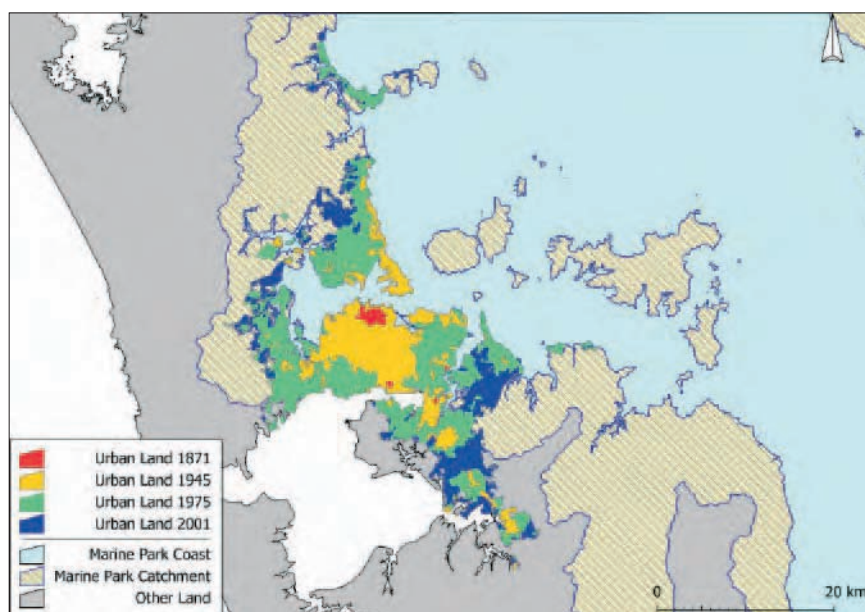 Urban Land 1871
Urban Land 1945
Urban Land 1975
Urban Land 2001
Marine Park Coast
Marine Park Catchment
Other Land
0 20 km